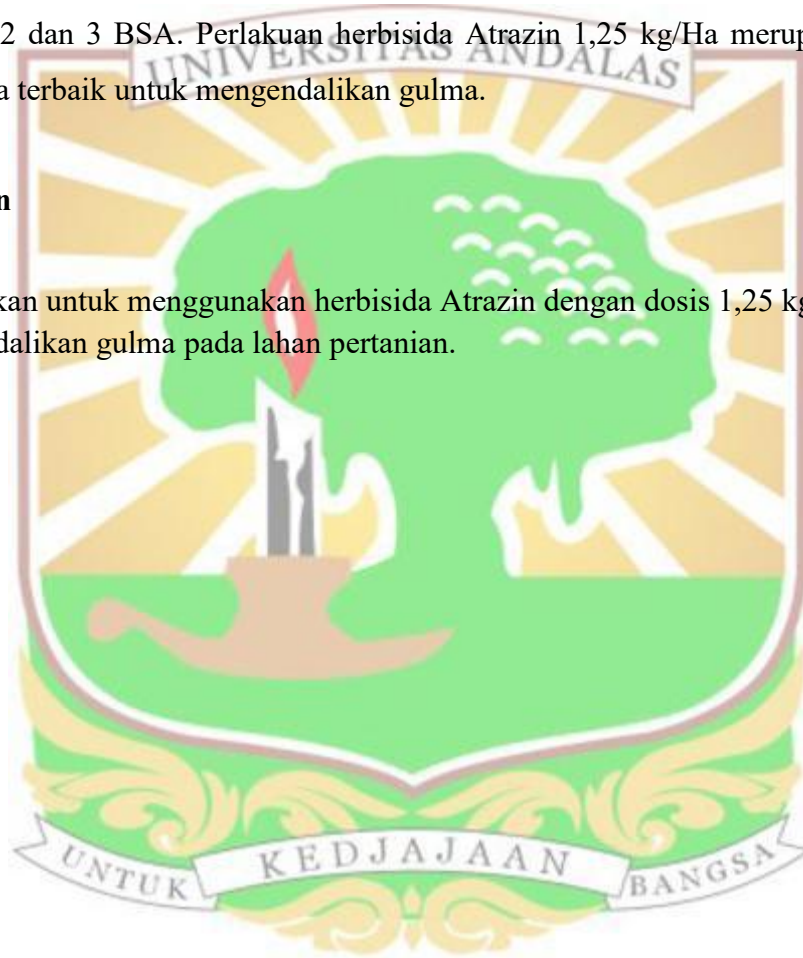 2 dan 3 BSA. Perlakuan herbisida Atrazin 1,25 kg/Ha merup
UNIVERSITAS ANDALAS
a terbaik untuk mengendalikan gulma.
n
kan untuk menggunakan herbisida Atrazin dengan dosis 1,25 kg
dalikan gulma pada lahan pertanian.
UNTUK KEDJAJAAN BANGSA